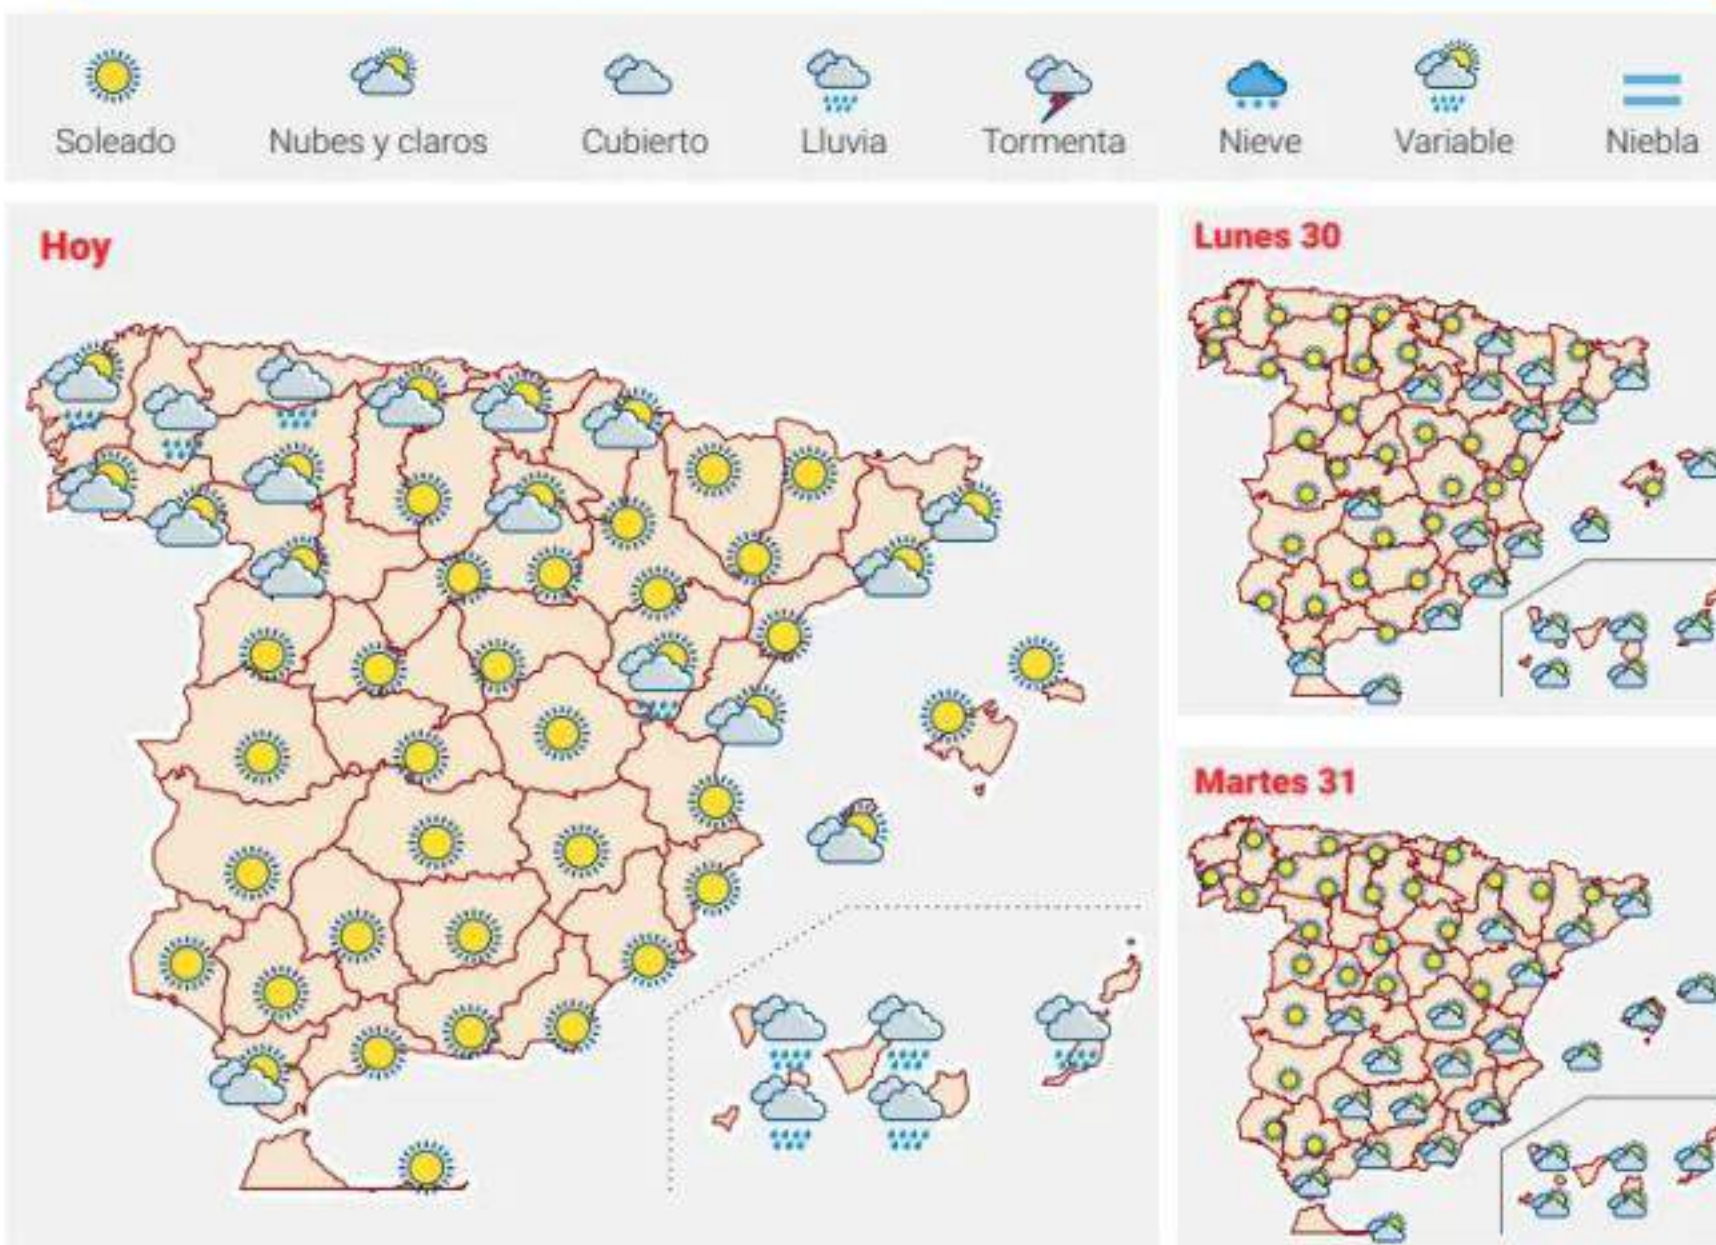 Soleado Nubes y claros Cubierto Lluvia Tormenta Nieve Variable Niebla
Hoy
Lunes 30
Martes 31